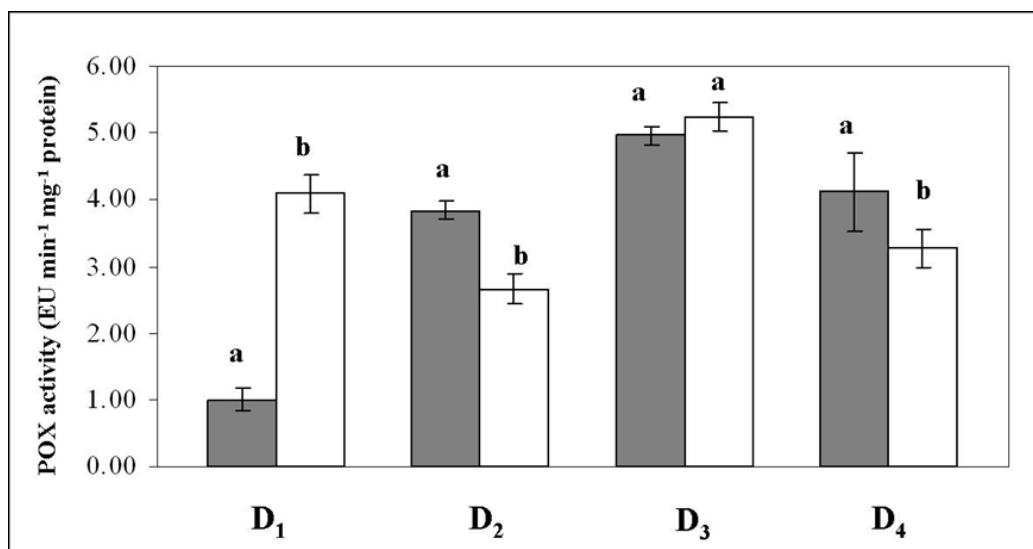 POX activity (EU min⁻¹ mg⁻¹ protein)
6.00
5.00
4.00
3.00
2.00
1.00
0.00
a
b
a
b
a
a
a
b
D₁ D₂ D₃ D₄